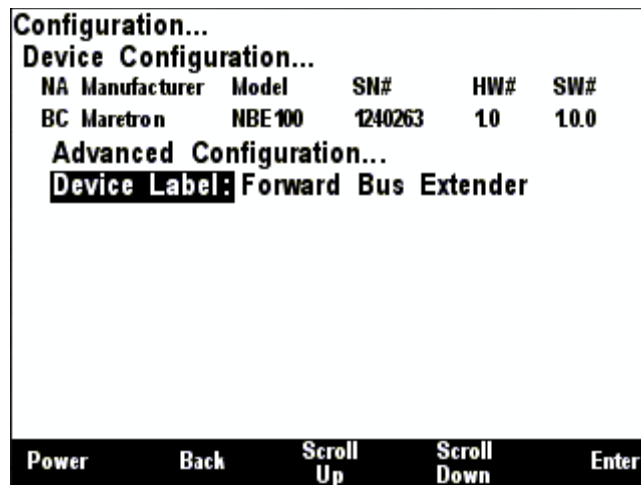 Configuration...
Device Configuration...
NA Manufacturer Model SN# HW# SW#
BC Maretron NBE100 1240263 1.0 1.0.0
Advanced Configuration...
Device Label: Forward Bus Extender
Power Back Scroll Up Scroll Down Enter